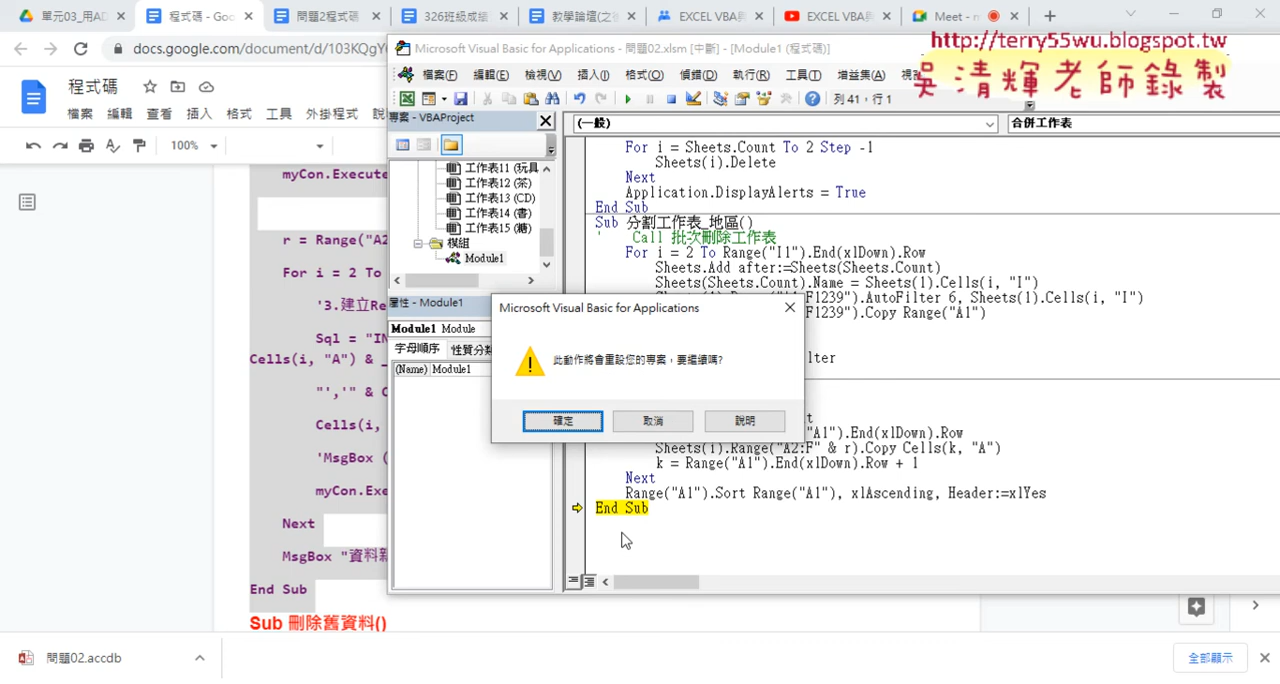 單元03_用AD
程式碼 - Goo
問題2程式碼
326班級成績
教學論壇(之
EXCEL VBA與
EXCEL VBA與
Meet -
docs.google.com/document/d/103KQgY
http://terry55wu.blogspot.tw
吳清輝老師錄製
程式碼
檔案 編輯 查看 插入 格式 工具 外掛程式
100%
myCon.Execute
r = Range("A2
For i = 2 To
'3.建立Re
Sql = "IN
Cells(i, "A") & _
"','" & C
Cells(i,
'MsgBox (
myCon.Exe
Next
MsgBox "資料新
End Sub
Sub 刪除舊資料()
Microsoft Visual Basic for Applications - 問題02.xlsm [中斷] - [Module1 (程式碼)]
檔案(F) 編輯(E) 檢視(V) 插入(I) 格式(O) 偵錯(D) 執行(R) 工具(T) 增益集(A)
列 41，行 1
專案 - VBAProject
工作表11 (玩具
工作表12 (茶)
工作表13 (CD)
工作表14 (書)
工作表15 (糖)
模組
Module1
屬性 - Module1
Module1 Module
字母順序 性質分類
(Name) Module1
(一般)
合併工作表
For i = Sheets.Count To 2 Step -1
Sheets(i).Delete
Next
Application.DisplayAlerts = True
End Sub
Sub 分割工作表_地區()
' Call 批次刪除工作表
For i = 2 To Range("I1").End(xlDown).Row
Sheets.Add after:=Sheets(Sheets.Count)
Sheets(Sheets.Count).Name = Sheets(1).Cells(i, "I")
F1239").AutoFilter 6, Sheets(1).Cells(i, "I")
F1239").Copy Range("A1")
lter
Microsoft Visual Basic for Applications
此動作將會重設您的專案，要繼續嗎?
確定
取消
說明
A1").End(xlDown).Row
Sheets(i).Range("A2:F" & r).Copy Cells(k, "A")
k = Range("A1").End(xlDown).Row + 1
Next
Range("A1").Sort Range("A1"), xlAscending, Header:=xlYes
End Sub
問題02.accdb
全部顯示